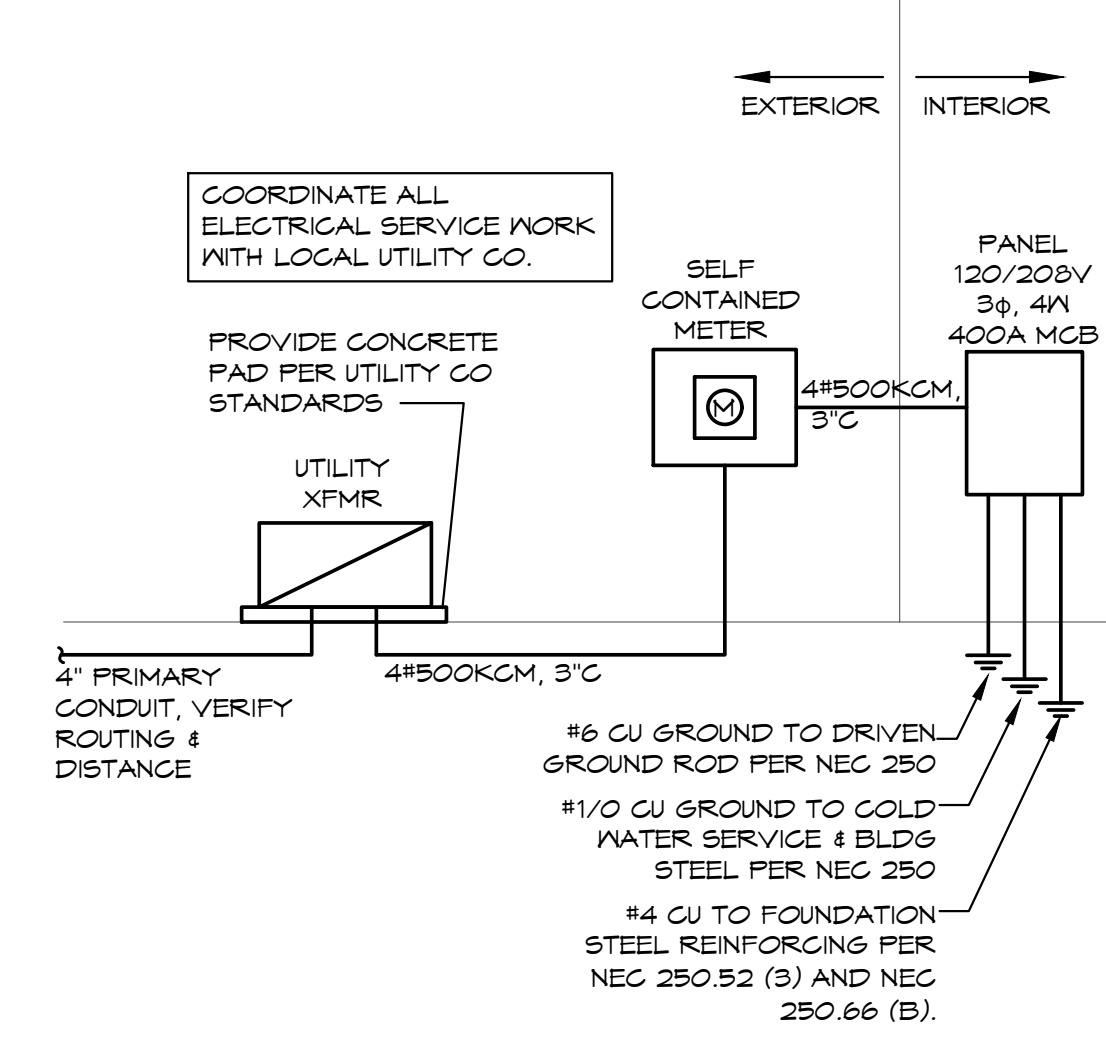 EXTERIOR
INTERIOR
COORDINATE ALL
ELECTRICAL SERVICE WORK
WITH LOCAL UTILITY CO.
PANEL
120/208V
3φ, 4W
400A MCB
SELF
CONTAINED
METER
PROVIDE CONCRETE
PAD PER UTILITY CO
STANDARDS
4#500KCM,
3"C
M
UTILITY
XFMR
4" PRIMARY
CONDUIT, VERIFY
ROUTING &
DISTANCE
4#500KCM, 3"C
#6 CU GROUND TO DRIVEN
GROUND ROD PER NEC 250
#1/0 CU GROUND TO COLD
WATER SERVICE & BLDG
STEEL PER NEC 250
#4 CU TO FOUNDATION
STEEL REINFORCING PER
NEC 250.52 (3) AND NEC
250.66 (B).